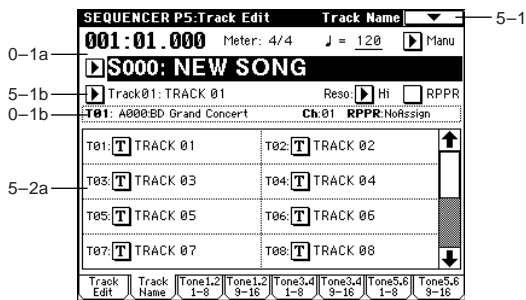 SEQUENCER P5:Track Edit Track Name 5–1
001:01.000 Meter: 4/4 ♩ = 120 Manu
0–1a
S000: NEW SONG
5–1b Track01: TRACK 01 Reso: Hi RPPR
0–1b T01: A000:BD Grand Concert Ch:01 RPPR:NoAssign
T01: T TRACK 01 T02: T TRACK 02
5–2a T03: T TRACK 03 T04: T TRACK 04
T05: T TRACK 05 T06: T TRACK 06
T07: T TRACK 07 T08: T TRACK 08
Track Edit Track Name Tone1.2 1–8 Tone1.2 9–16 Tone3.4 1–8 Tone3.4 9–16 Tone5.6 1–8 Tone5.6 9–16